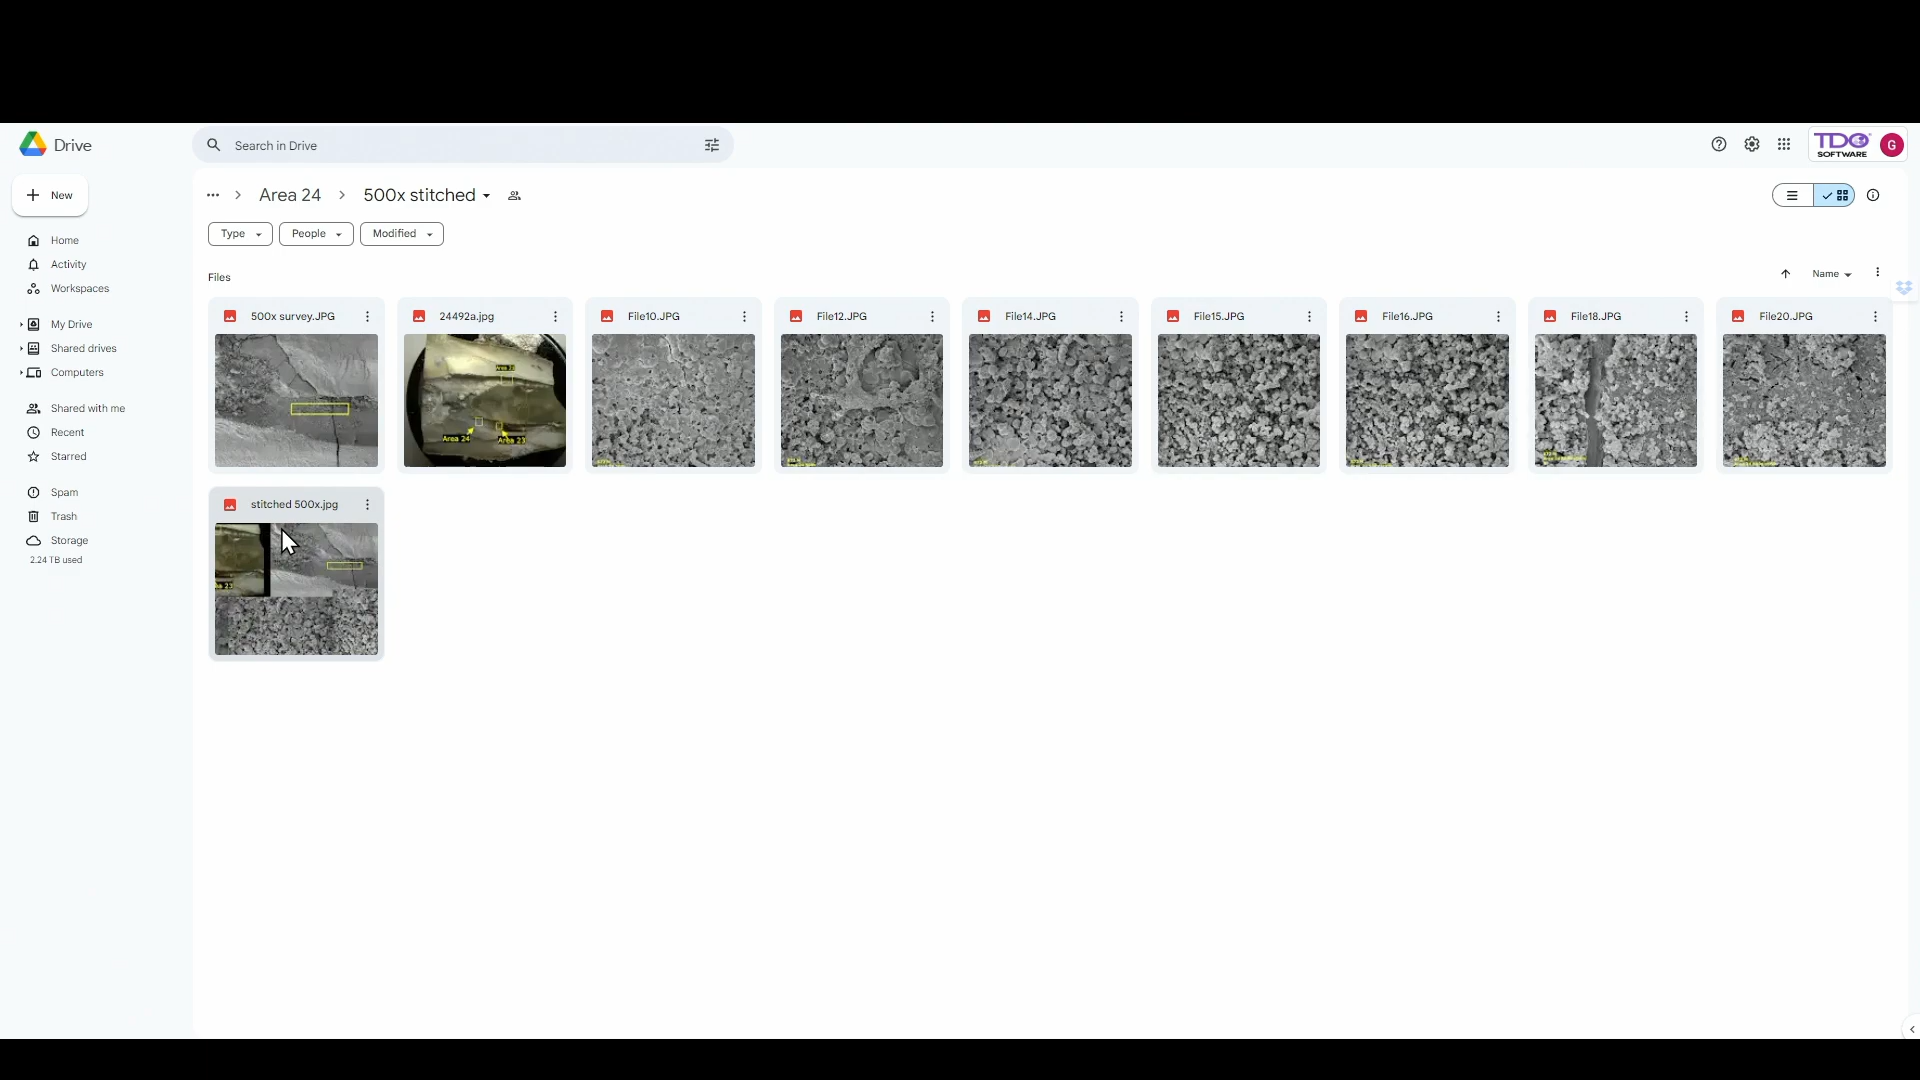 Drive
Search in Drive
TDO
SOFTWARE
G
New
Area 24
500x stitched
Type
People
Modified
Home
Activity
Workspaces
My Drive
Shared drives
Computers
Shared with me
Recent
Starred
Spam
Trash
Storage
2.24 TB used
Files
Name
500x survey.JPG
24492a.jpg
File10.JPG
File12.JPG
File14.JPG
File15.JPG
File16.JPG
File18.JPG
File20.JPG
Area 24
Area 23
stitched 500x.jpg